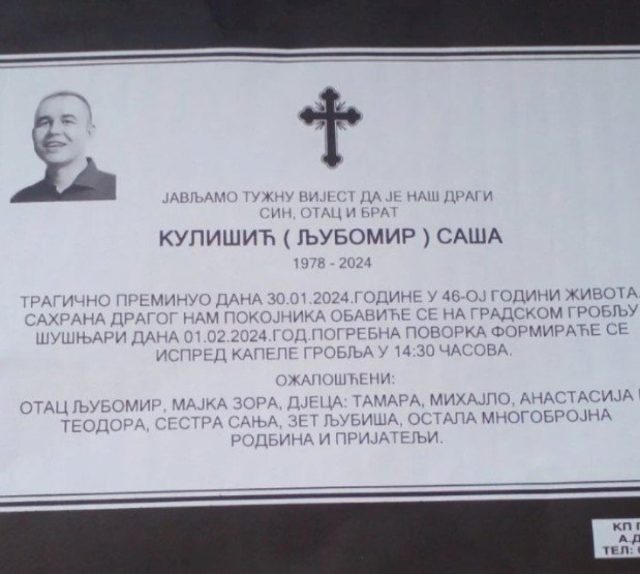 ЈАВЉАМО ТУЖНУ ВИЈЕСТ ДА ЈЕ НАШ ДРАГИ
СИН, ОТАЦ И БРАТ
КУЛИШИЋ ( ЉУБОМИР ) САША
1978 - 2024
ТРАГИЧНО ПРЕМИНУО ДАНА 30.01.2024.ГОДИНЕ У 46-ОЈ ГОДИНИ ЖИВОТА.
САХРАНА ДРАГОГ НАМ ПОКОЈНИКА ОБАВИЋЕ СЕ НА ГРАДСКОМ ГРОБЉУ
ШУШЊАРИ ДАНА 01.02.2024.ГОД.ПОГРЕБНА ПОВОРКА ФОРМИРАЋЕ СЕ
ИСПРЕД КАПЕЛЕ ГРОБЉА У 14:30 ЧАСОВА.
ОЖАЛОШЋЕНИ:
ОТАЦ ЉУБОМИР, МАЈКА ЗОРА, ДЈЕЦА: ТАМАРА, МИХАЈЛО, АНАСТАСИЈА
ТЕОДОРА, СЕСТРА САЊА, ЗЕТ ЉУБИША, ОСТАЛА МНОГОБРОЈНА
РОДБИНА И ПРИЈАТЕЉИ.
КП
А.Д
ТЕЛ: